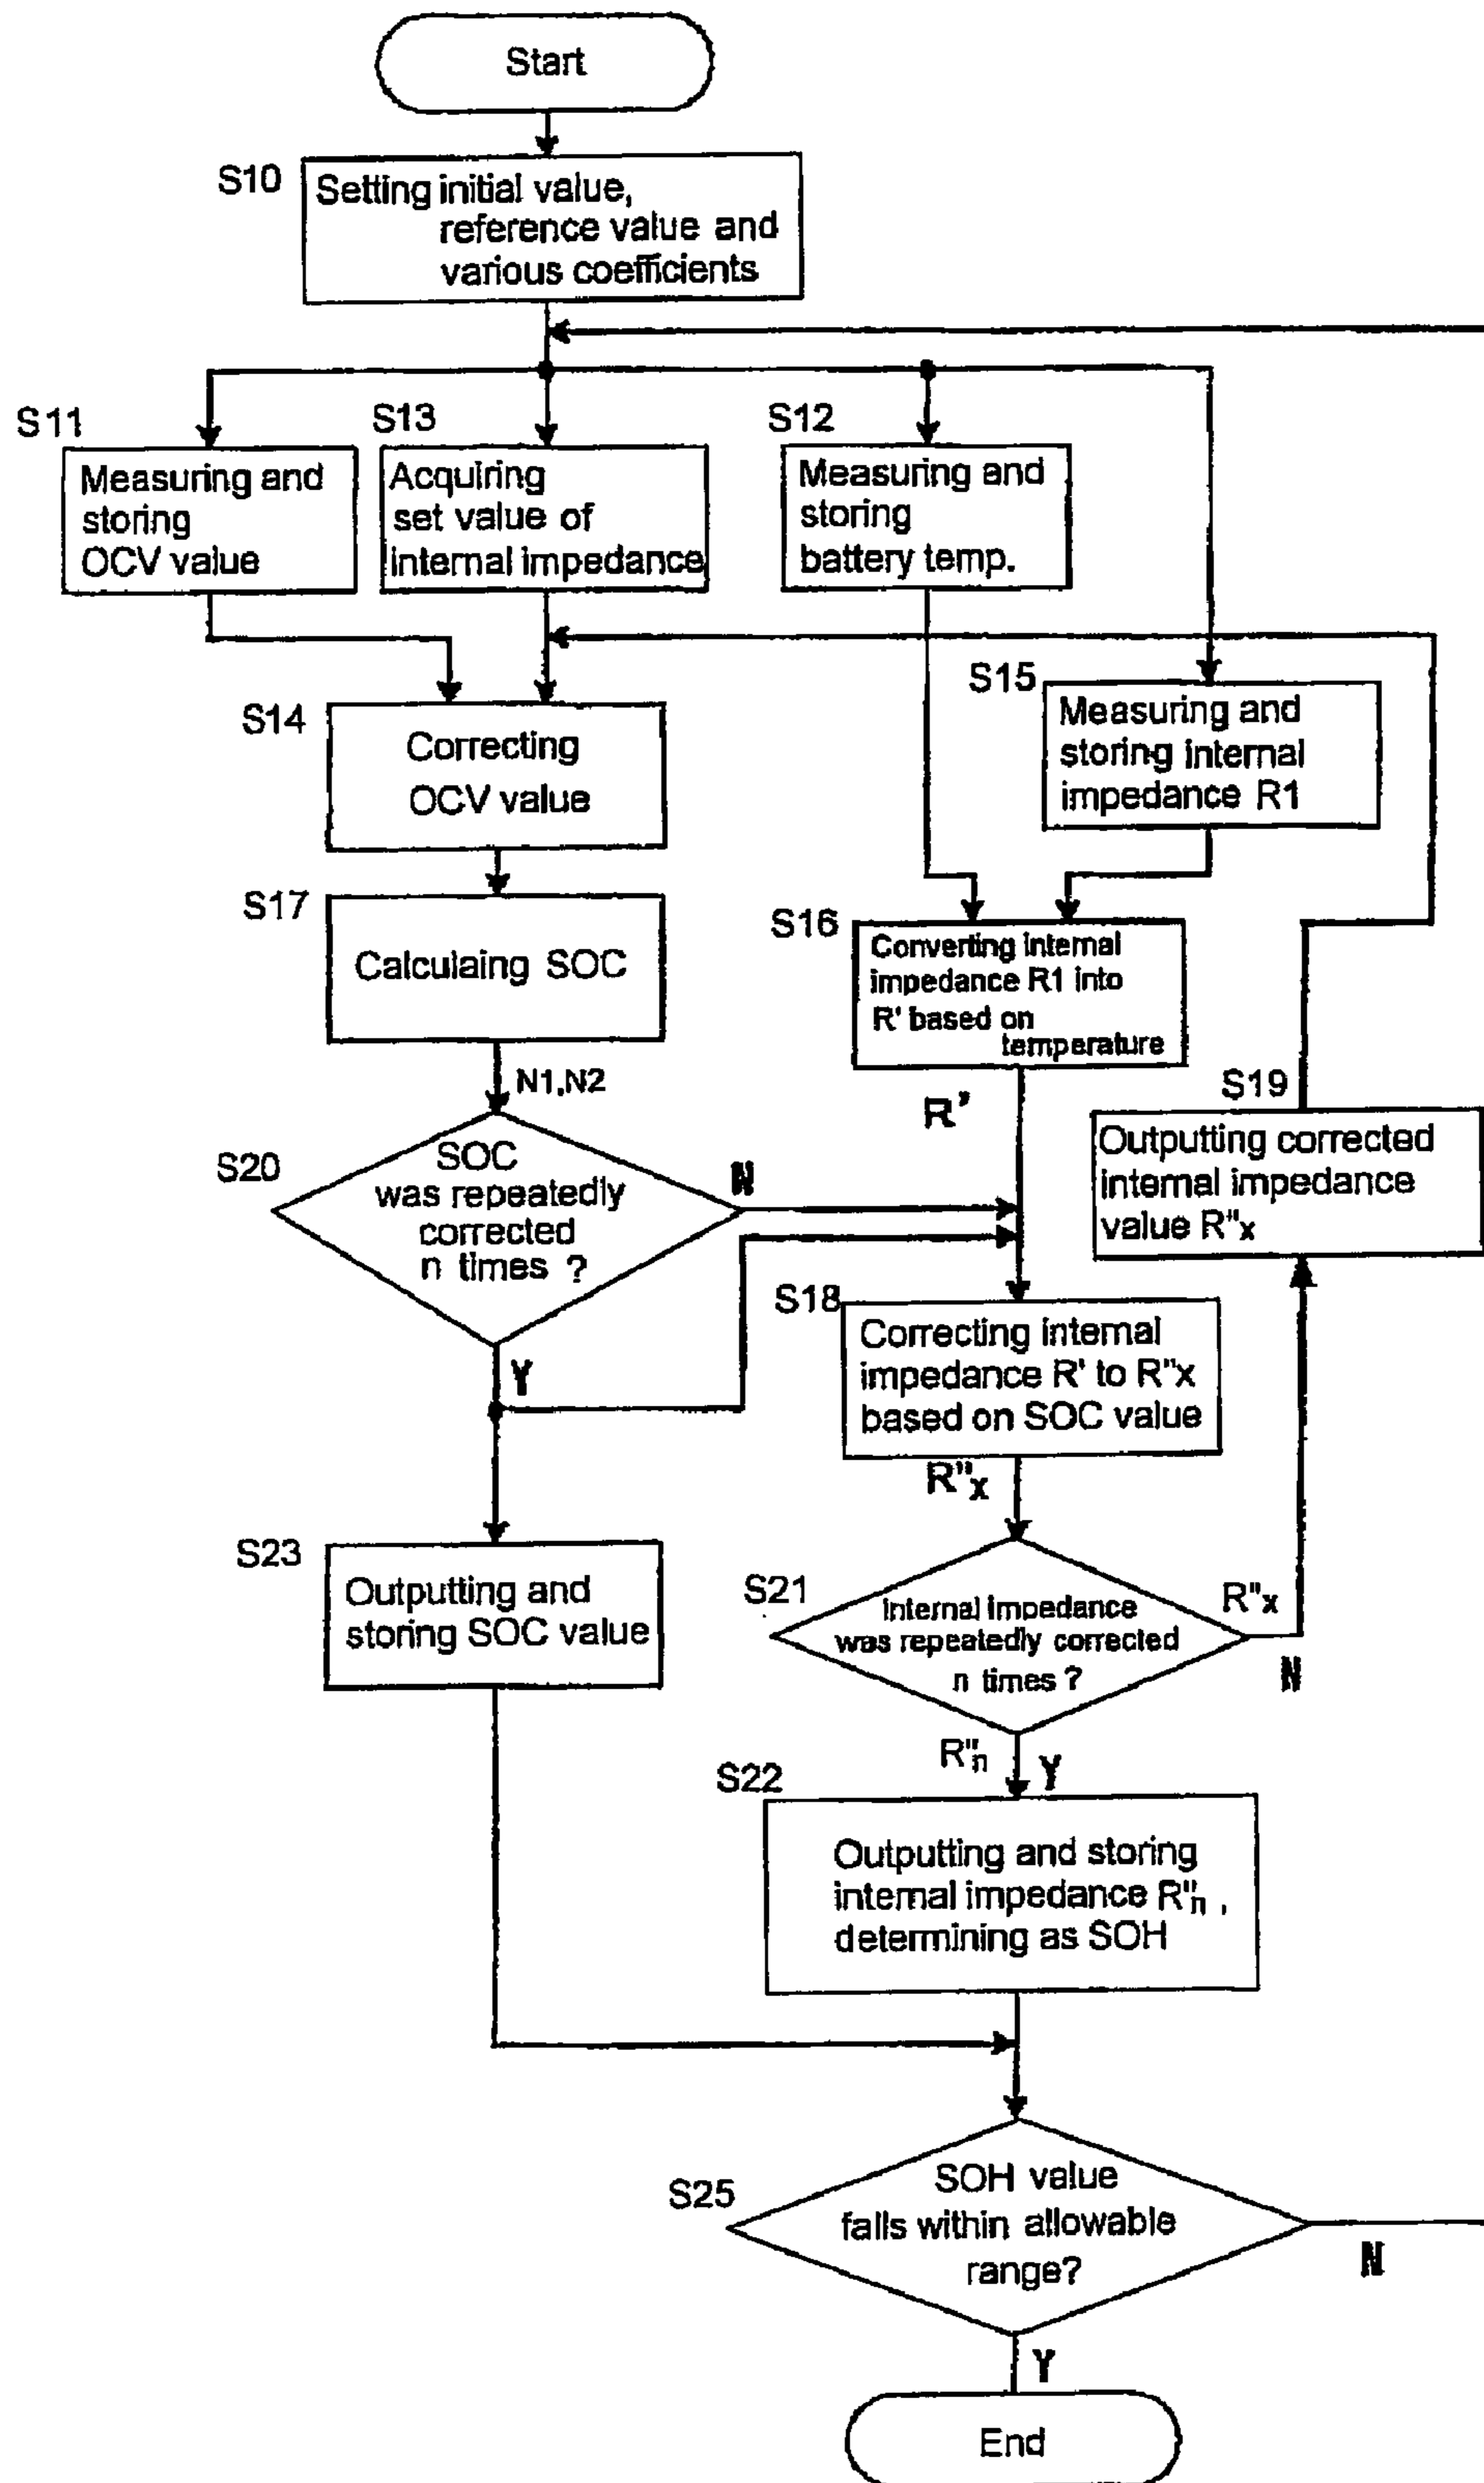 Start
S10
Setting initial value,
reference value and
various coefficients
S11
Measuring and
storing
OCV value
S13
Acquiring
set value of
internal impedance
S12
Measuring and
storing
battery temp.
S15
Measuring and
storing internal
impedance R1
S14
Correcting
OCV value
S17
Calculaing SOC
S16
Converting internal
impedance R1 into
R' based on
temperature
N1,N2
R'
S19
Outputting corrected
internal impedance
value R"x
S20
SOC
was repeatedly
corrected
n times ?
N
Y
S18
Correcting internal
impedance R' to R"x
based on SOC value
R"x
S23
Outputting and
storing SOC value
S21
Internal impedance
was repeatedly corrected
n times ?
R"x
N
R"n
Y
S22
Outputting and storing
internal impedance R"n ,
determining as SOH
S25
SOH value
falls within allowable
range?
N
Y
End